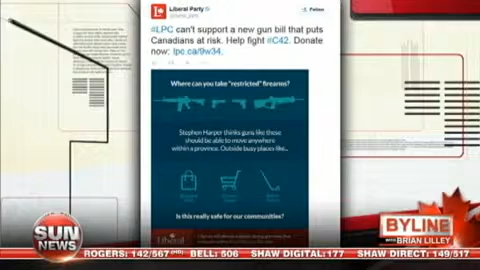 Liberal Party
Follow
#LPC can't support a new gun bill that puts
Canadians at risk. Help fight #C42. Donate
now: lpc.ca/9w34.
Where can you take "restricted" firearms?
Stephen Harper thinks guns like these
should be able to move anywhere
within a province. Outside busy places like..
Is this really safe for our communities?
Liberal
SUN
NEWS
BYLINE
WITH BRIAN LILLEY
ROGERS: 142/567 (HD) BELL: 506 SHAW DIGITAL: 177 SHAW DIRECT: 149/517